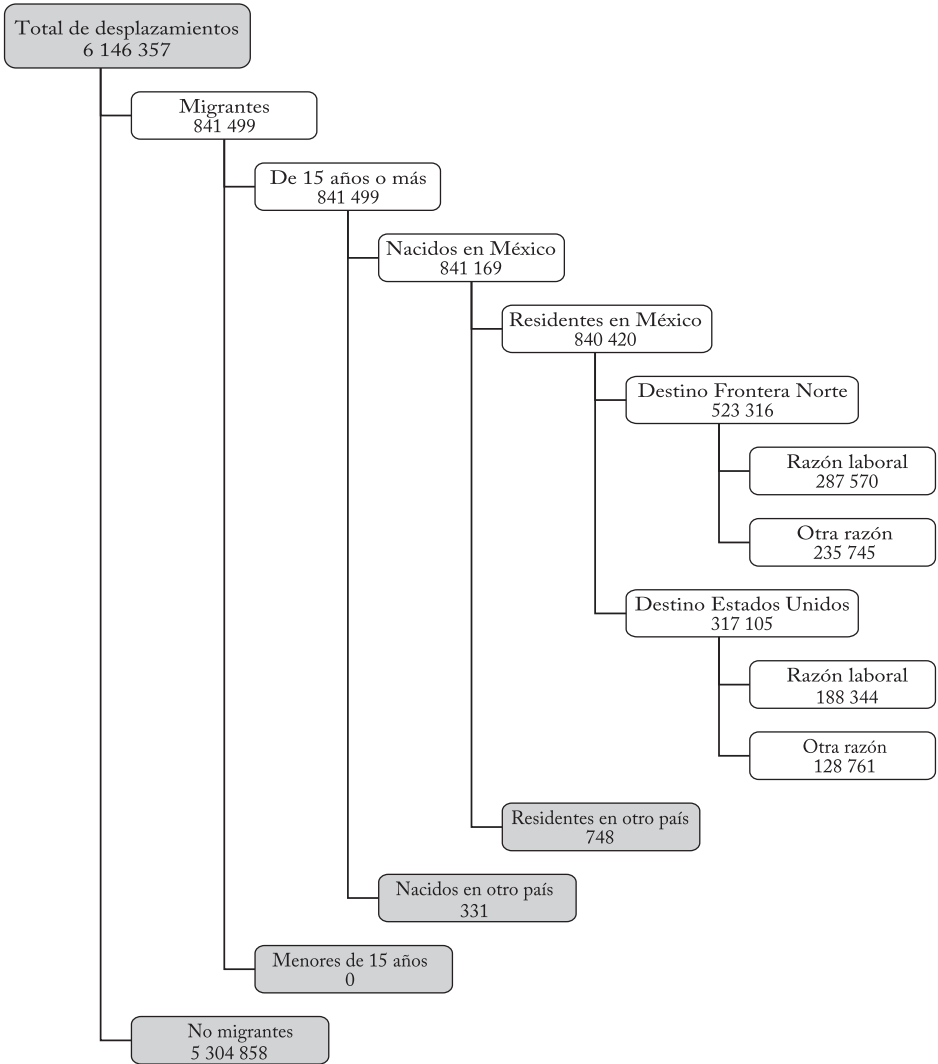 Total de desplazamientos
6 146 357
Migrantes
841 499
De 15 años o más
841 499
Nacidos en México
841 169
Residentes en México
840 420
Destino Frontera Norte
523 316
Razón laboral
287 570
Otra razón
235 745
Destino Estados Unidos
317 105
Razón laboral
188 344
Otra razón
128 761
Residentes en otro país
748
Nacidos en otro país
331
Menores de 15 años
0
No migrantes
5 304 858